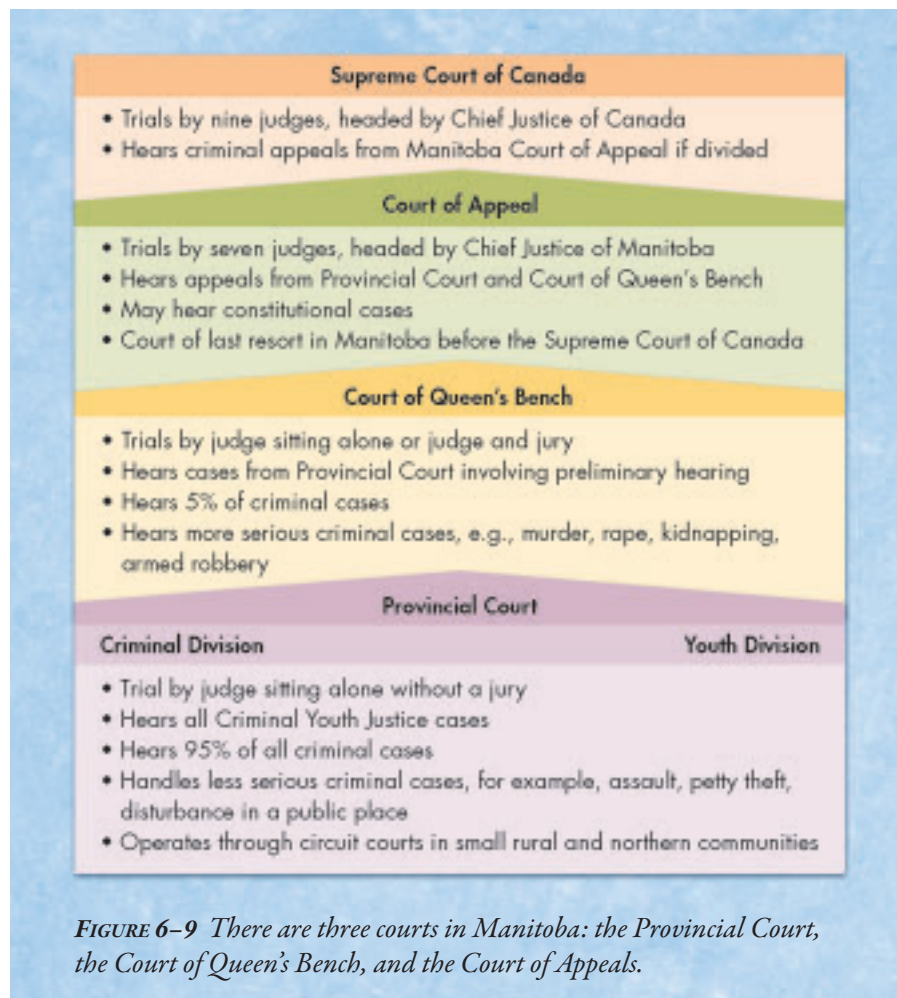 Supreme Court of Canada
• Trials by nine judges, headed by Chief Justice of Canada
• Hears criminal appeals from Manitoba Court of Appeal if divided
Court of Appeal
• Trials by seven judges, headed by Chief Justice of Manitoba
• Hears appeals from Provincial Court and Court of Queen's Bench
• May hear constitutional cases
• Court of last resort in Manitoba before the Supreme Court of Canada
Court of Queen's Bench
• Trials by judge sitting alone or judge and jury
• Hears cases from Provincial Court involving preliminary hearing
• Hears 5% of criminal cases
• Hears more serious criminal cases, e.g., murder, rape, kidnapping,
armed robbery
Provincial Court
Criminal Division Youth Division
• Trial by judge sitting alone without a jury
• Hears all Criminal Youth Justice cases
• Hears 95% of all criminal cases
• Handles less serious criminal cases, for example, assault, petty theft,
disturbance in a public place
• Operates through circuit courts in small rural and northern communities
FIGURE 6–9 There are three courts in Manitoba: the Provincial Court,
the Court of Queen's Bench, and the Court of Appeals.